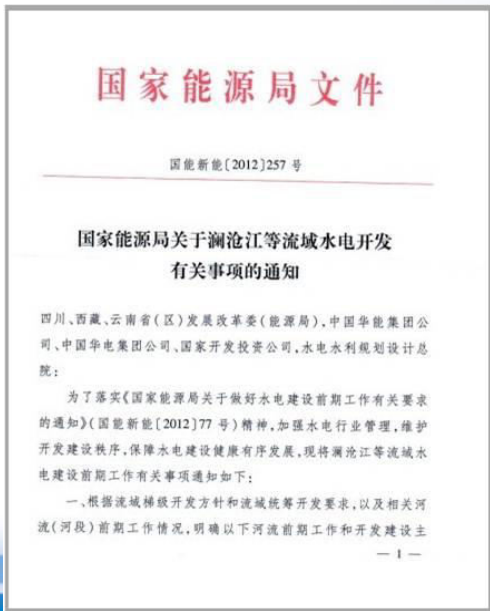 国家能源局文件
国能新能〔2012〕257 号
国家能源局关于澜沧江等流域水电开发
有关事项的通知
四川、西藏、云南省(区)发展改革委(能源局),中国华能集团公
司、中国华电集团公司、国家开发投资公司,水电水利规划设计总
院:
为了落实《国家能源局关于做好水电建设前期工作有关要求
的通知》(国能新能〔2012〕77 号)精神,加强水电行业管理,维护
开发建设秩序,保障水电建设健康有序发展,现将澜沧江等流域水
电建设前期工作有关事项通知如下:
一、根据流域梯级开发方针和流域统筹开发要求,以及相关河
流(河段)前期工作情况,明确以下河流前期工作和开发建设主
— 1 —